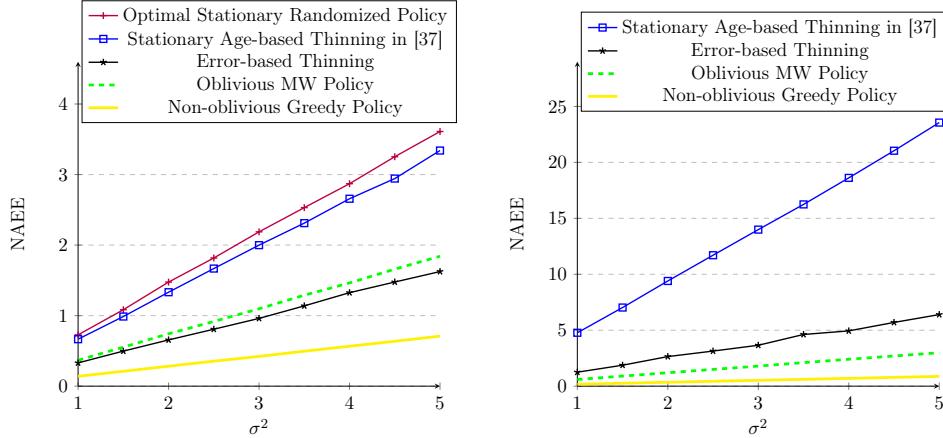 Optimal Stationary Randomized Policy
Stationary Age-based Thinning in [37]
Error-based Thinning
Oblivious MW Policy
Non-oblivious Greedy Policy
4
3
2
1
0
NAEE
1
2
3
4
5
σ²
Stationary Age-based Thinning in [37]
Error-based Thinning
Oblivious MW Policy
Non-oblivious Greedy Policy
25
20
15
10
5
0
NAEE
1
2
3
4
5
σ²